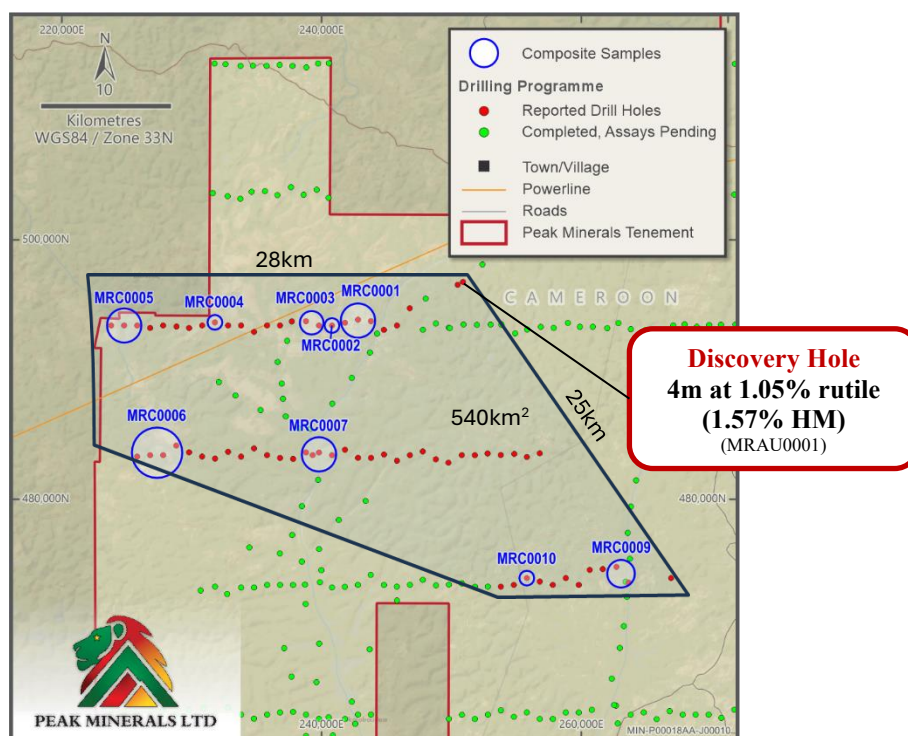 220,000E
240,000E
N
10
Kilometres
WGS84 / Zone 33N
Composite Samples
Drilling Programme
Reported Drill Holes
Completed, Assays Pending
Town/Village
Powerline
Roads
Peak Minerals Tenement
500,000N
28km
CAMEROON
MRC0005
MRC0004
MRC0003
MRC0001
MRC0002
Discovery Hole
4m at 1.05% rutile
(1.57% HM)
(MRAU0001)
MRC0006
MRC0007
540km²
25km
480,000N
480,000N
MRC0010
MRC0009
PEAK MINERALS LTD
240,000E
260,000E
MIN-P00018AA-J00010